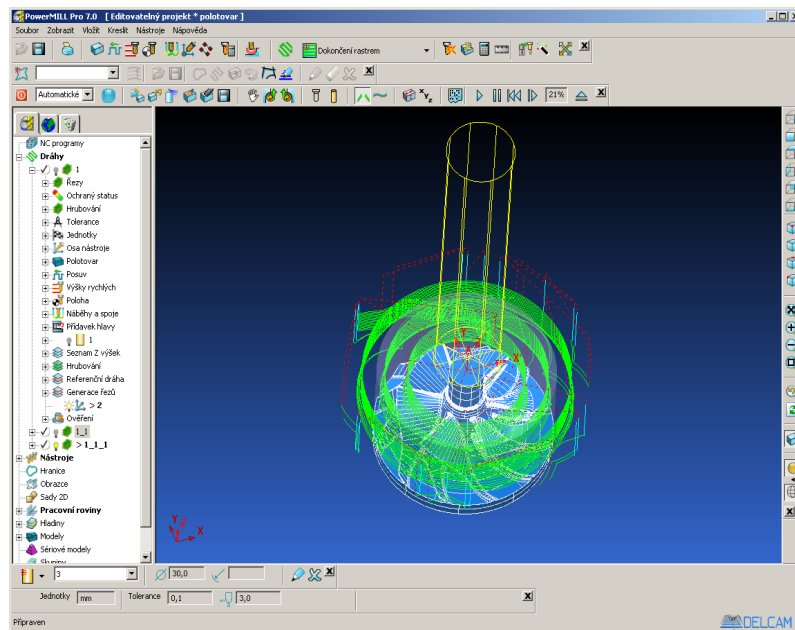 PowerMILL Pro 7.0 [ Editovatelný projekt * polotovar ]
Soubor Zobrazit Vložit Kreslit Nástroje Nápověda
Dokončení rastrem
Automatické
21%
NC programy
Dráhy
1
Řezy
Ochraný status
Hrubování
Tolerance
Jednotky
Osa nástroje
Polotovar
Posuv
Výšky rychlých
Poloha
Náběhy a spoje
Přídavek hlavy
1
Seznam Z výšek
Hrubování
Referenční dráha
Generace řezů
> 2
Ověření
1_1
> 1_1_1
Nástroje
Hranice
Obrazce
Sady 2D
Pracovní roviny
Hladiny
Modely
Sériové modely
Skupiny
Y
Z
X
3
30,0
Jednotky mm Tolerance 0,1 3,0
Připraven
DELCAM